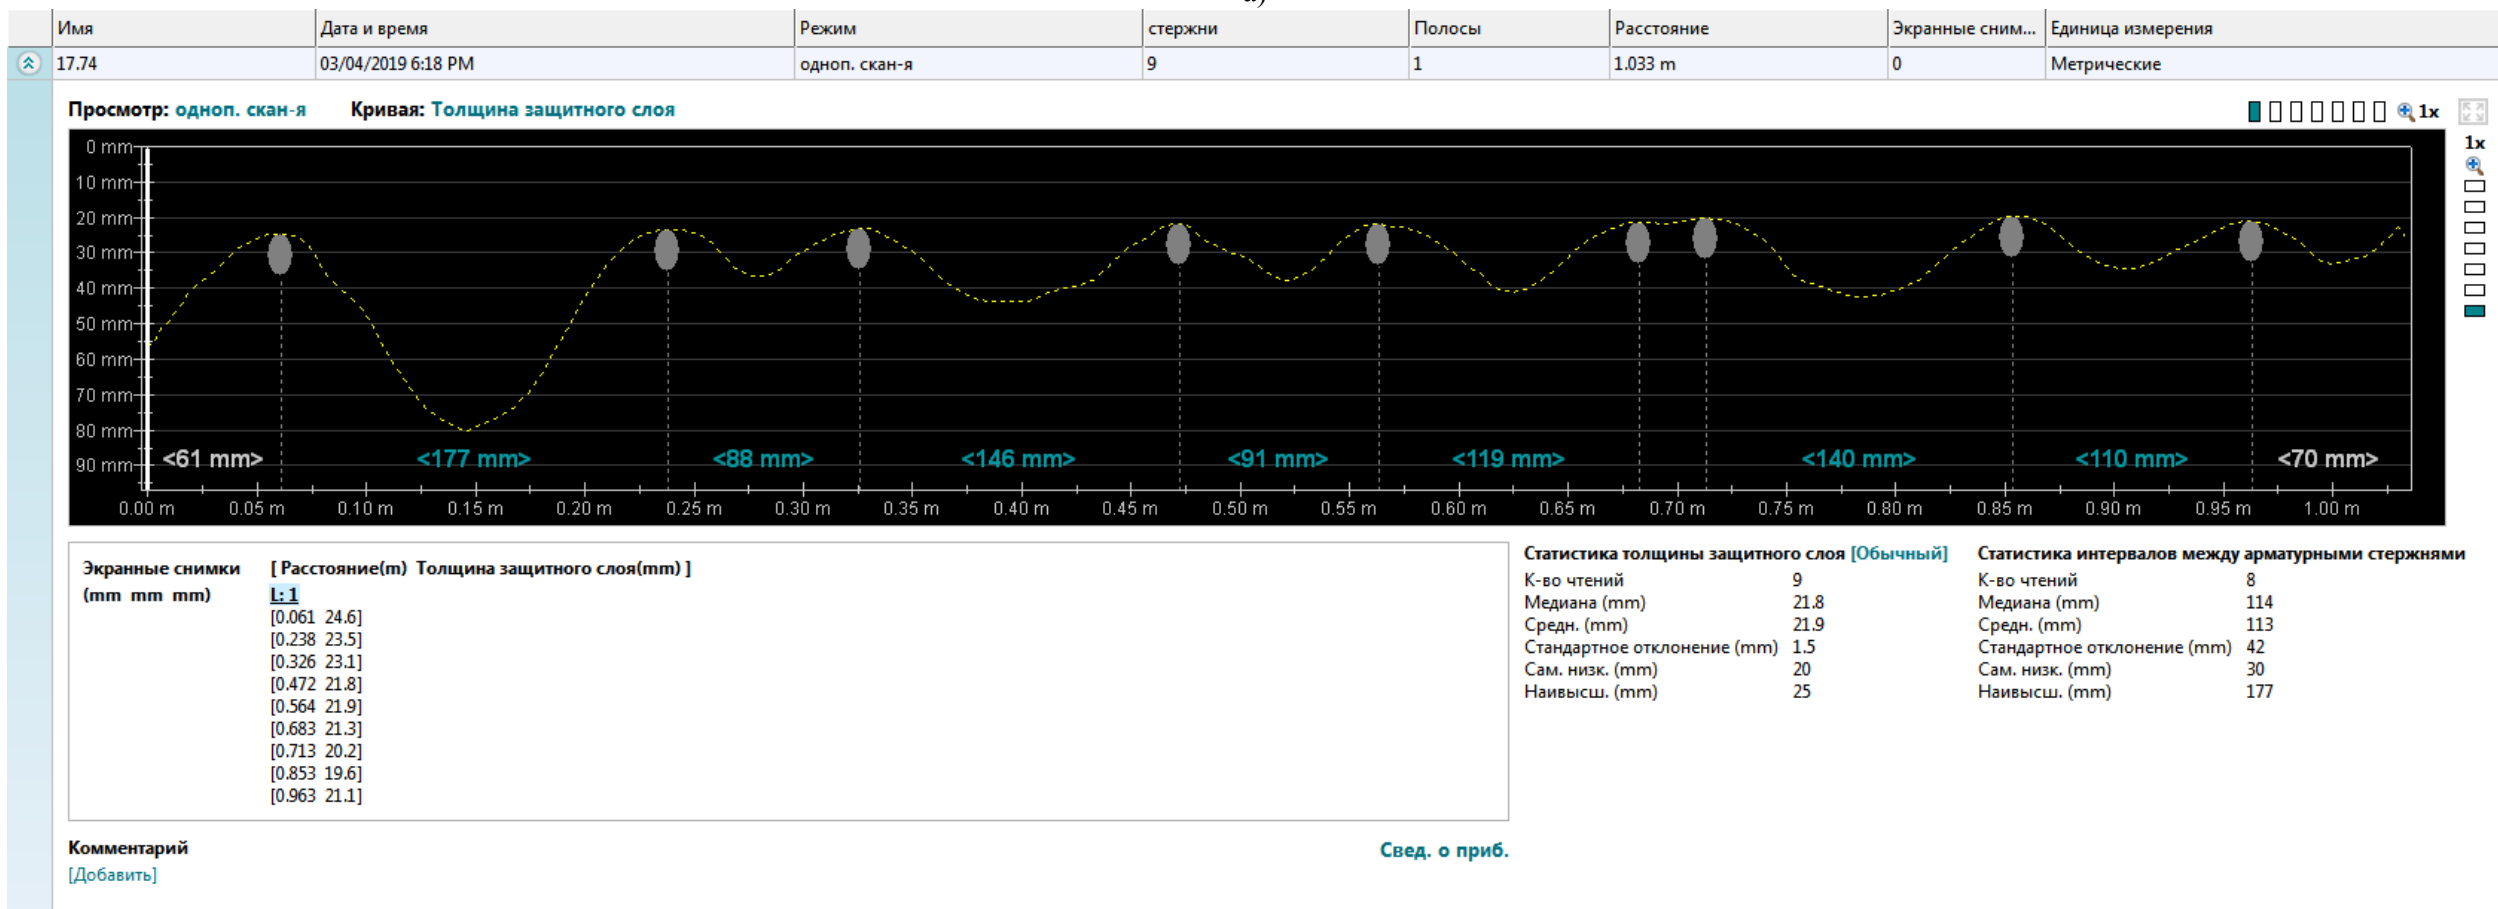 а)
Имя Дата и время Режим стержни Полосы Расстояние Экранные сним... Единица измерения
17.74 03/04/2019 6:18 PM одноп. скан-я 9 1 1.033 m 0 Метрические
Просмотр: одноп. скан-я Кривая: Толщина защитного слоя 1x
1x
0 mm
10 mm
20 mm
30 mm
40 mm
50 mm
60 mm
70 mm
80 mm
90 mm
<61 mm> <177 mm> <88 mm> <146 mm> <91 mm> <119 mm> <140 mm> <110 mm> <70 mm>
0.00 m 0.05 m 0.10 m 0.15 m 0.20 m 0.25 m 0.30 m 0.35 m 0.40 m 0.45 m 0.50 m 0.55 m 0.60 m 0.65 m 0.70 m 0.75 m 0.80 m 0.85 m 0.90 m 0.95 m 1.00 m
Экранные снимки [ Расстояние(m) Толщина защитного слоя(mm) ]
(mm mm mm) L: 1
[0.061 24.6]
[0.238 23.5]
[0.326 23.1]
[0.472 21.8]
[0.564 21.9]
[0.683 21.3]
[0.713 20.2]
[0.853 19.6]
[0.963 21.1]
Статистика толщины защитного слоя [Обычный]
К-во чтений 9
Медиана (mm) 21.8
Средн. (mm) 21.9
Стандартное отклонение (mm) 1.5
Сам. низк. (mm) 20
Наивысш. (mm) 25
Статистика интервалов между арматурными стержнями
К-во чтений 8
Медиана (mm) 114
Средн. (mm) 113
Стандартное отклонение (mm) 42
Сам. низк. (mm) 30
Наивысш. (mm) 177
Комментарий
[Добавить]
Свед. о приб.